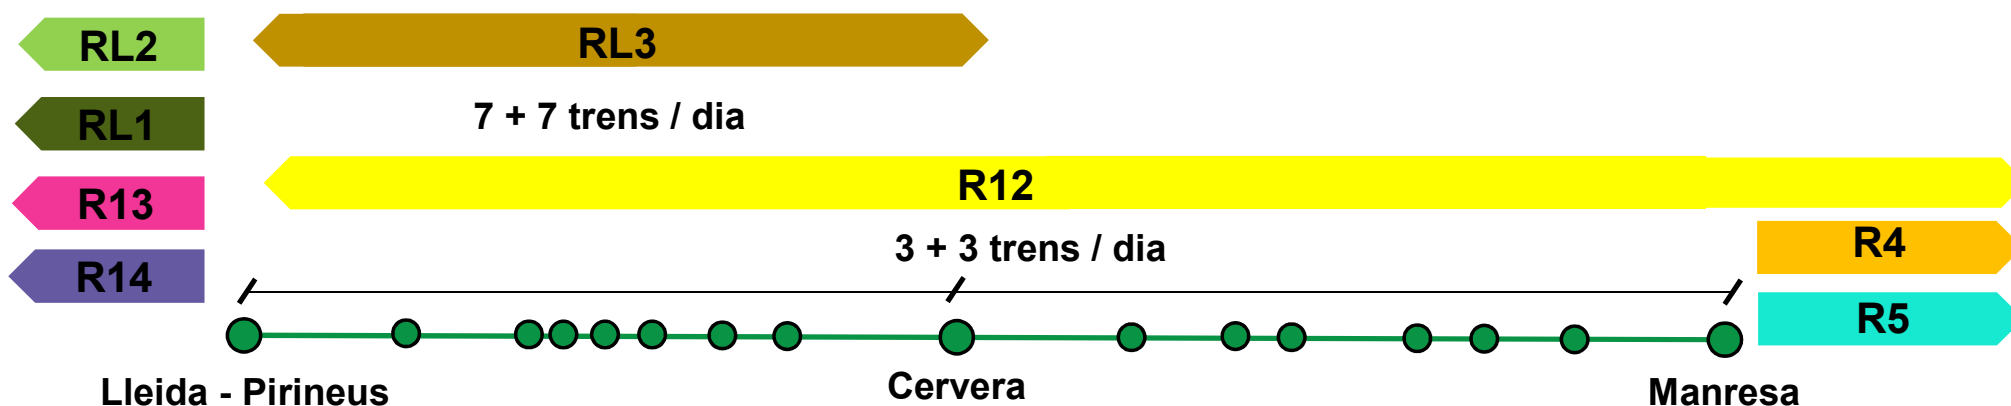 RL2
RL3
RL1
7 + 7 trens / dia
R13
R12
R14
3 + 3 trens / dia
R4
R5
Lleida - Pirineus
Cervera
Manresa